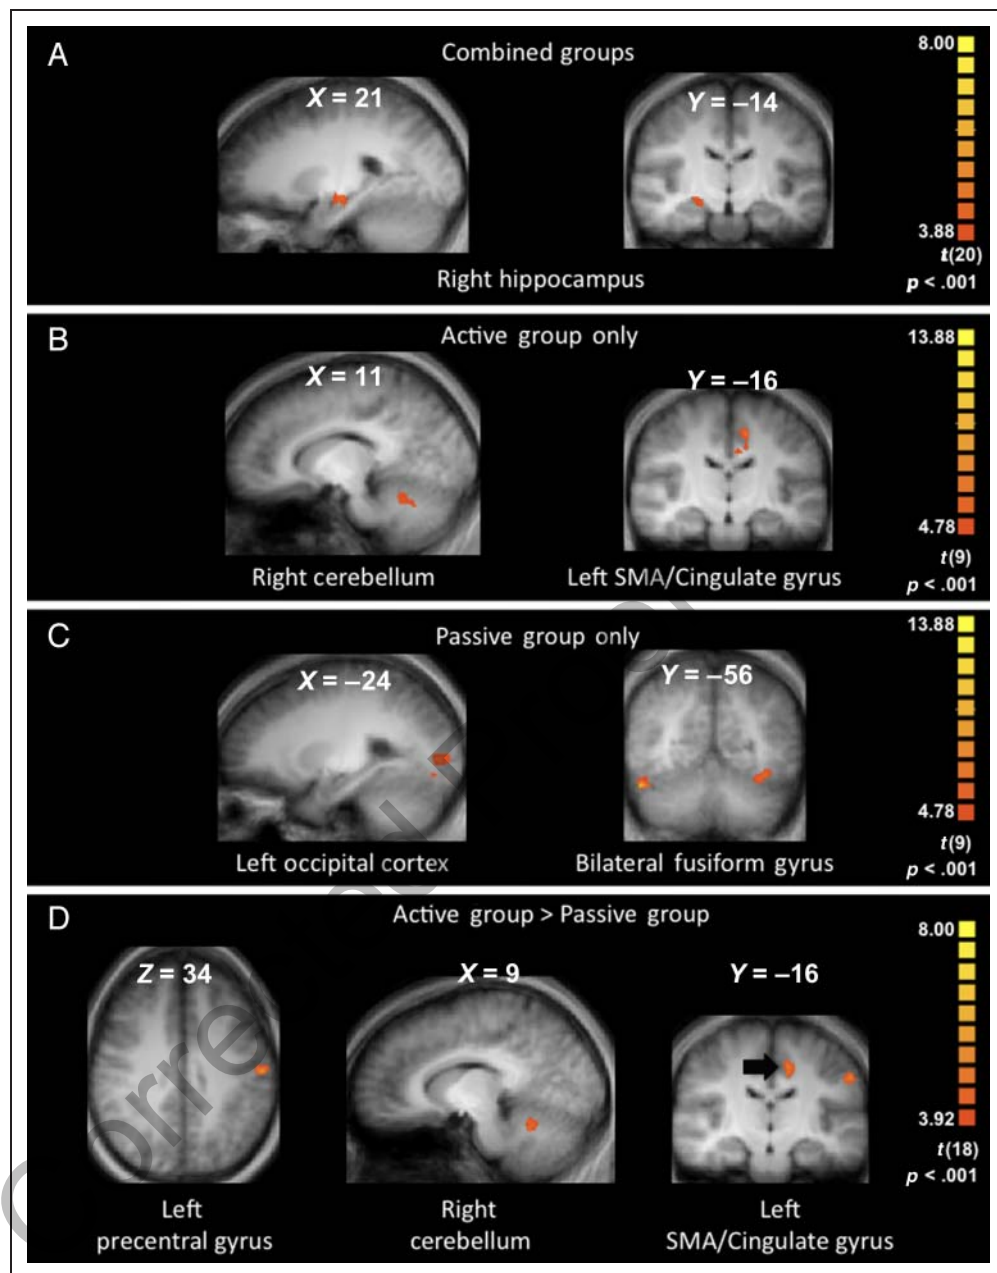 A
Combined groups
X = 21
Y = –14
8.00
3.88
t(20)
p < .001
Right hippocampus
B
Active group only
X = 11
Y = –16
13.88
4.78
t(9)
p < .001
Right cerebellum
Left SMA/Cingulate gyrus
C
Passive group only
X = –24
Y = –56
13.88
4.78
t(9)
p < .001
Left occipital cortex
Bilateral fusiform gyrus
D
Active group > Passive group
Z = 34
X = 9
Y = –16
8.00
3.92
t(18)
p < .001
Left
precentral gyrus
Right
cerebellum
Left
SMA/Cingulate gyrus
Corrected